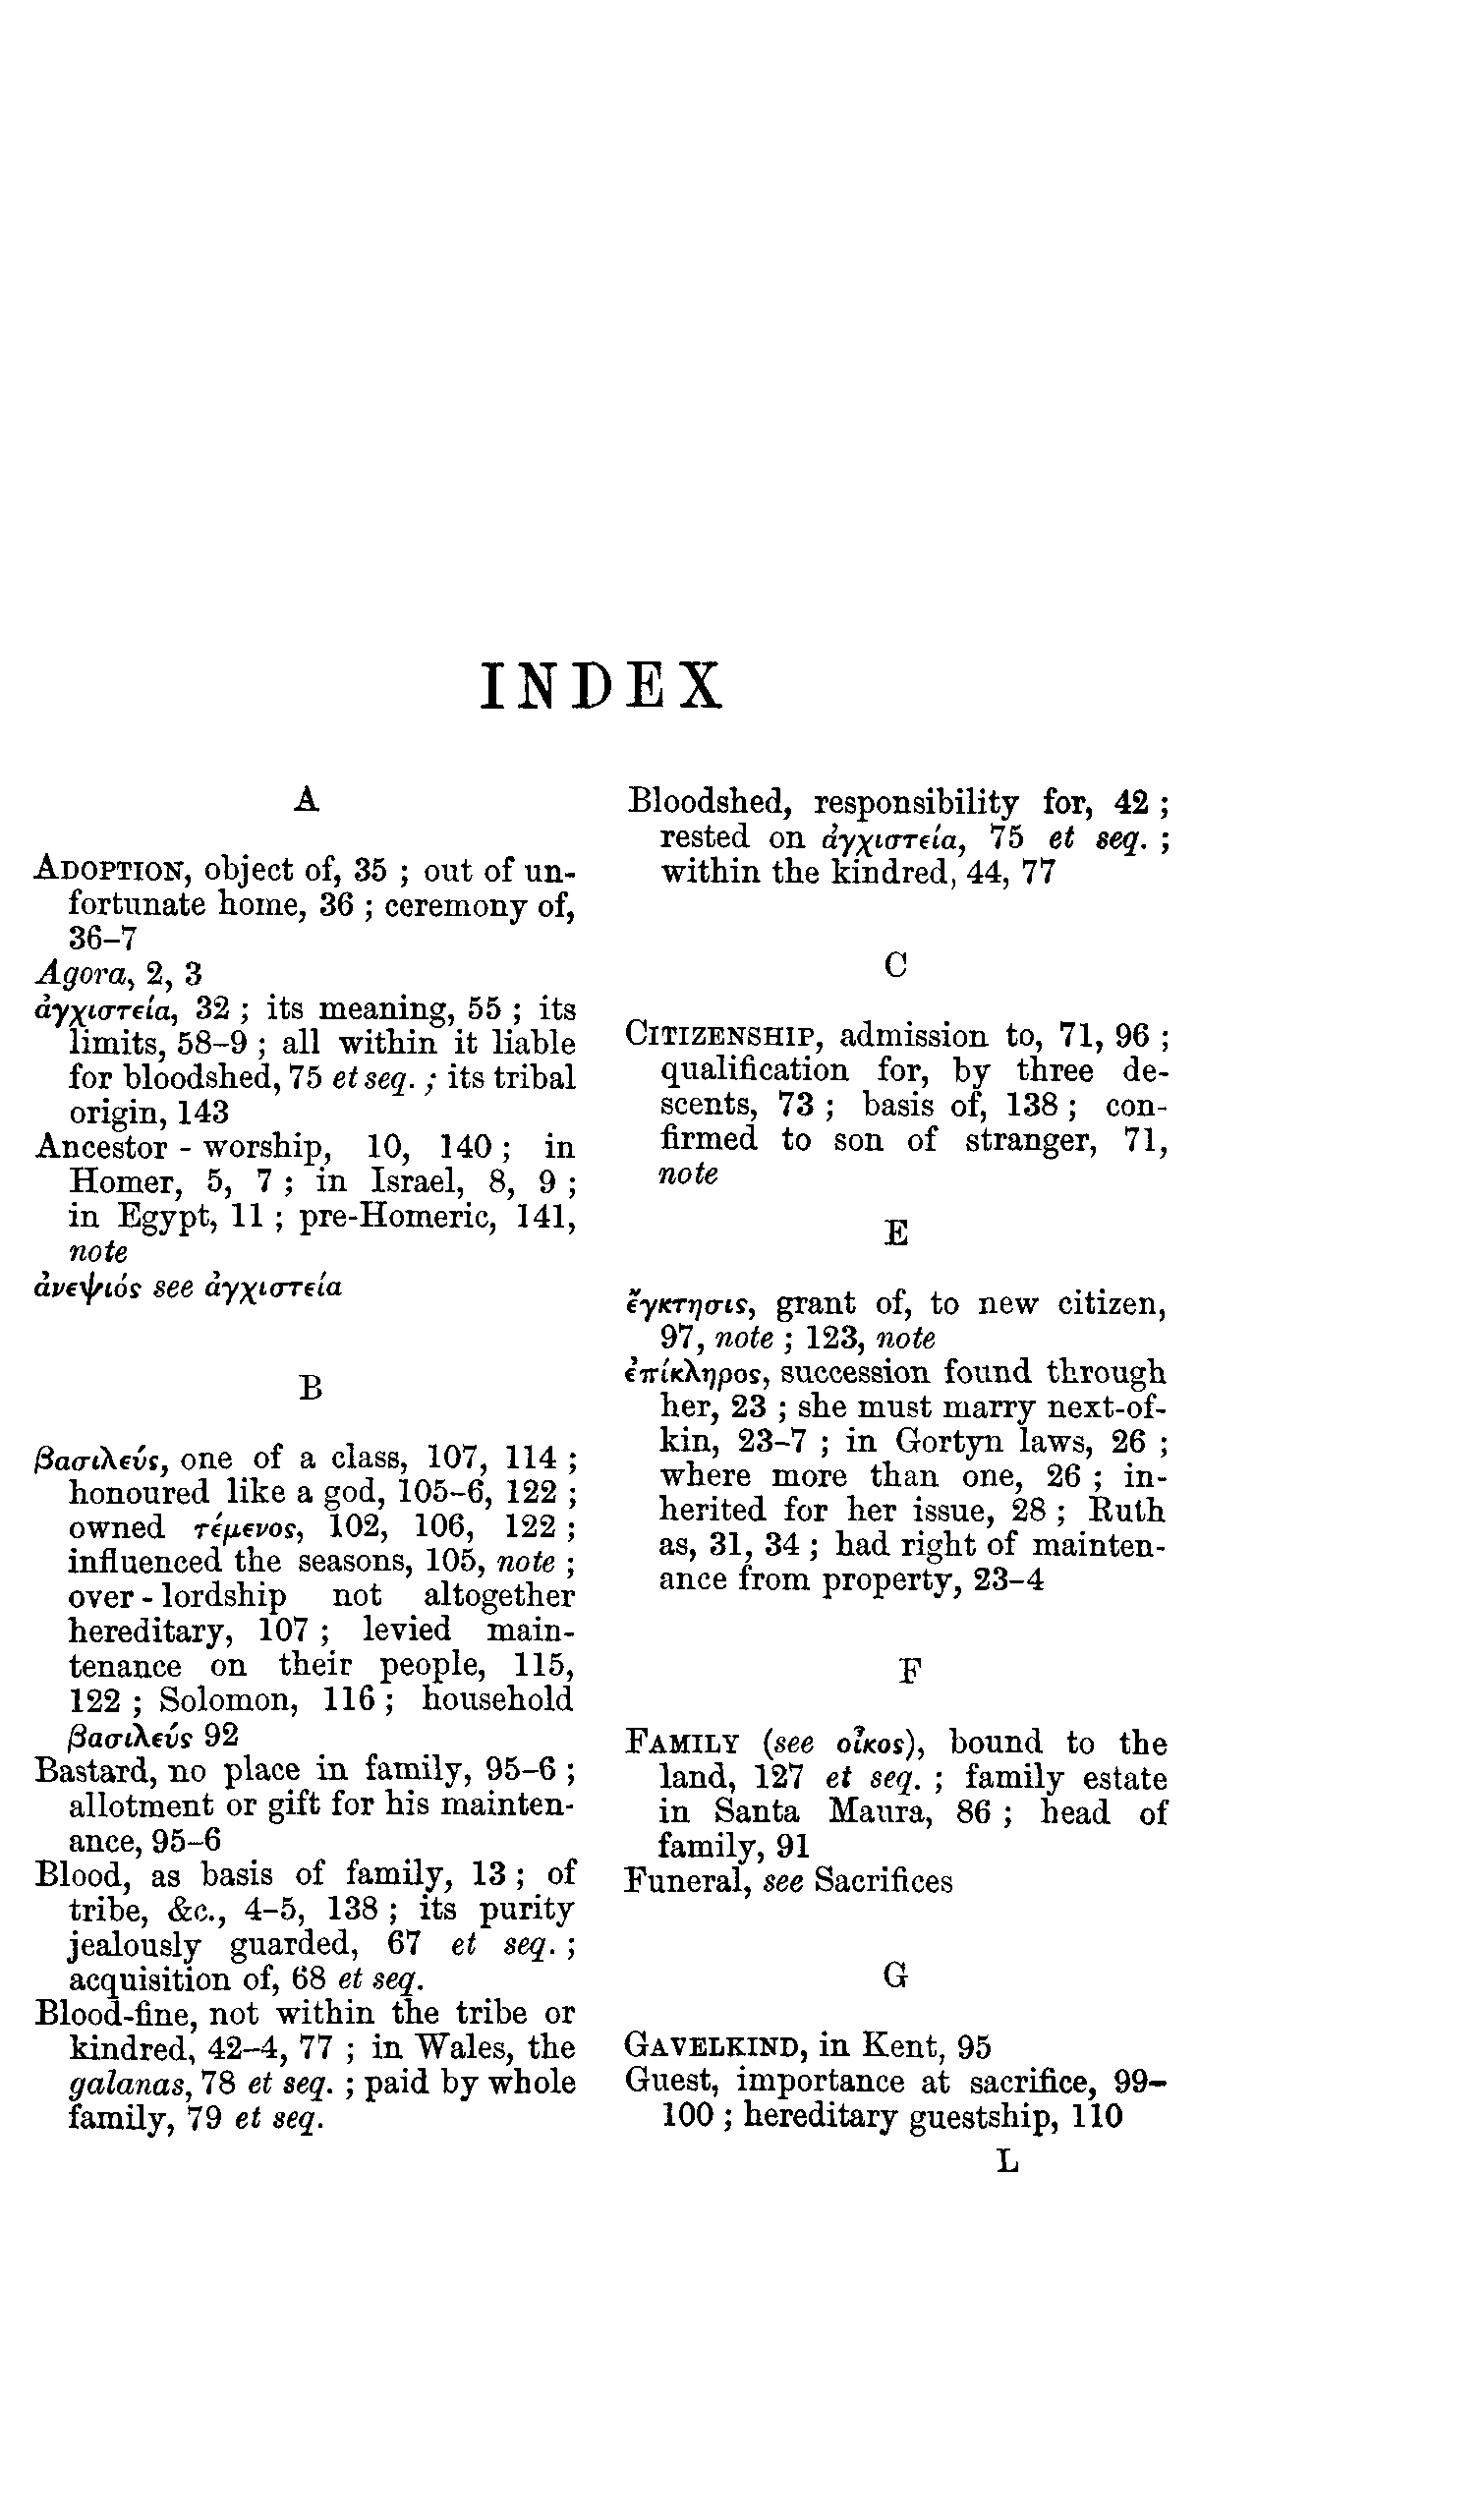 INDEX
A
ADOPTION, object of, 35 ; out of un-
fortunate home, 36 ; ceremony of,
36–7
Agora, 2, 3
ἀγχιστεία, 32 ; its meaning, 55 ; its
limits, 58–9 ; all within it liable
for bloodshed, 75 et seq. ; its tribal
origin, 143
Ancestor - worship, 10, 140 ; in
Homer, 5, 7 ; in Israel, 8, 9 ;
in Egypt, 11 ; pre-Homeric, 141,
note
ἀνεψιός see ἀγχιστεία
B
βασιλεύς, one of a class, 107, 114 ;
honoured like a god, 105–6, 122 ;
owned τέμενος, 102, 106, 122 ;
influenced the seasons, 105, note ;
over - lordship not altogether
hereditary, 107 ; levied main-
tenance on their people, 115,
122 ; Solomon, 116 ; household
βασιλεύς 92
Bastard, no place in family, 95–6 ;
allotment or gift for his mainten-
ance, 95–6
Blood, as basis of family, 13 ; of
tribe, &c., 4–5, 138 ; its purity
jealously guarded, 67 et seq. ;
acquisition of, 68 et seq.
Blood-fine, not within the tribe or
kindred, 42–4, 77 ; in Wales, the
galanas, 78 et seq. ; paid by whole
family, 79 et seq.
Bloodshed, responsibility for, 42 ;
rested on ἀγχιστεία, 75 et seq. ;
within the kindred, 44, 77
C
CITIZENSHIP, admission to, 71, 96 ;
qualification for, by three de-
scents, 73 ; basis of, 138 ; con-
firmed to son of stranger, 71,
note
E
ἔγκτησις, grant of, to new citizen,
97, note ; 123, note
ἐπίκληρος, succession found through
her, 23 ; she must marry next-of-
kin, 23–7 ; in Gortyn laws, 26 ;
where more than one, 26 ; in-
herited for her issue, 28 ; Ruth
as, 31, 34 ; had right of mainten-
ance from property, 23–4
F
FAMILY (see οἶκος), bound to the
land, 127 et seq. ; family estate
in Santa Maura, 86 ; head of
family, 91
Funeral, see Sacrifices
G
GAVELKIND, in Kent, 95
Guest, importance at sacrifice, 99–
100 ; hereditary guestship, 110
L